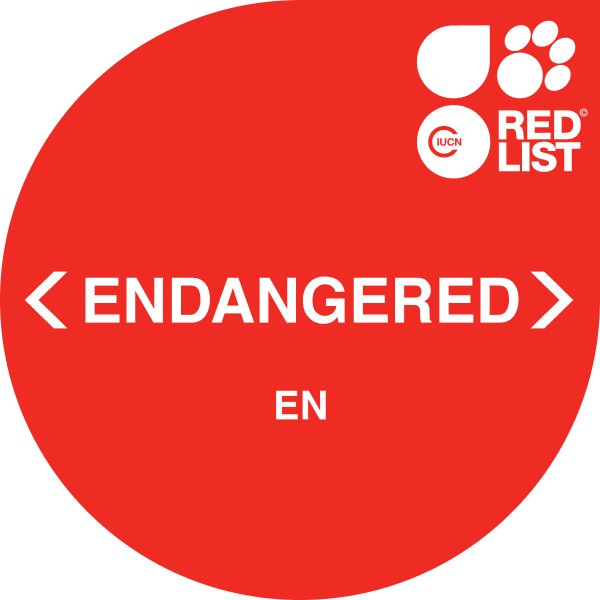 IUCN
RED
LIST
©
< ENDANGERED >
EN